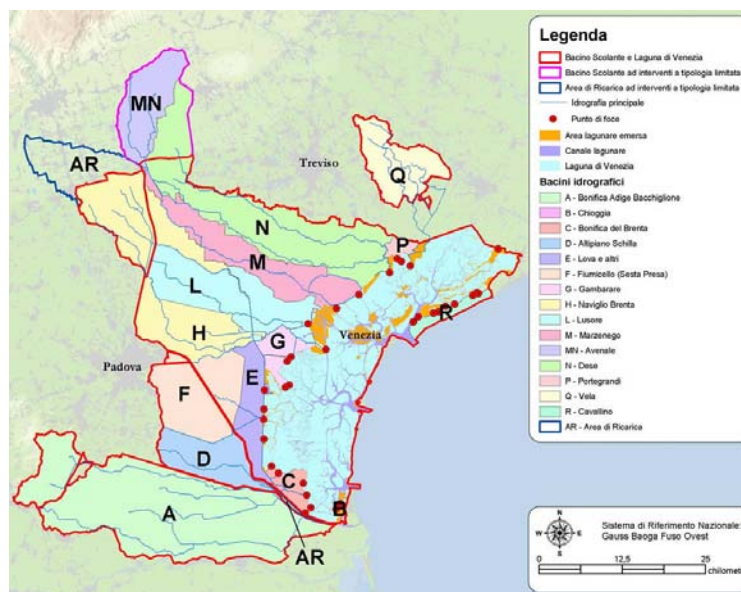 MN
AR
Treviso
Q
N
P
M
L
R
Venezia
H
G
Padova
E
F
D
C
B
A
AR
Legenda
Bacino Scolante e Laguna di Venezia
Bacino Scolante ad interventi a tipologia limitata
Area di Ricarica ad interventi a tipologia limitata
Idrografia principale
Punto di foce
Area lagunare emersa
Canale lagunare
Laguna di Venezia
Bacini idrografici
A - Bonifica Adige Bacchiglione
B - Chioggia
C - Bonifica del Brenta
D - Altipiano Schilla
E - Lova e altri
F - Fiumicello (Sesta Presa)
G - Gambarare
H - Naviglio Brenta
L - Lusore
M - Marzenego
MN - Avenale
N - Dese
P - Portegrandi
Q - Vela
R - Cavallino
AR - Area di Ricarica
N
W
E
S
Sistema di Riferimento Nazionale:
Gauss Baoga Fuso Ovest
0 12,5 25
chilometri